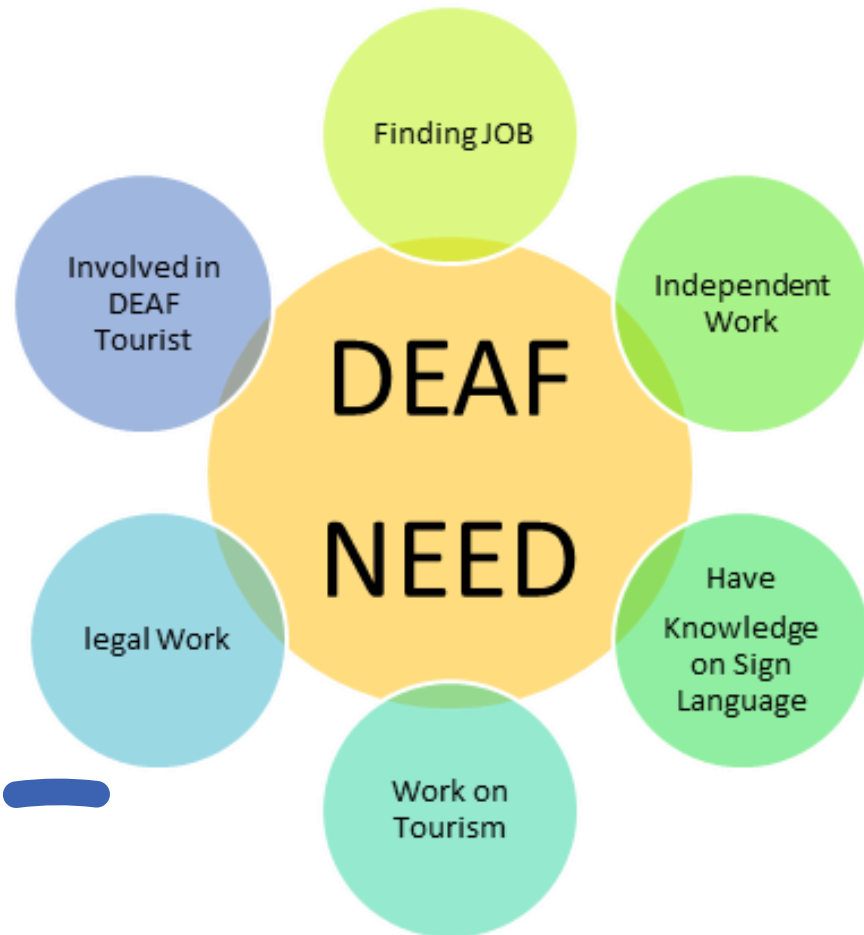 Finding JOB
Involved in
DEAF
Tourist
Independent
Work
DEAF
NEED
legal Work
Have
Knowledge
on Sign
Language
Work on
Tourism